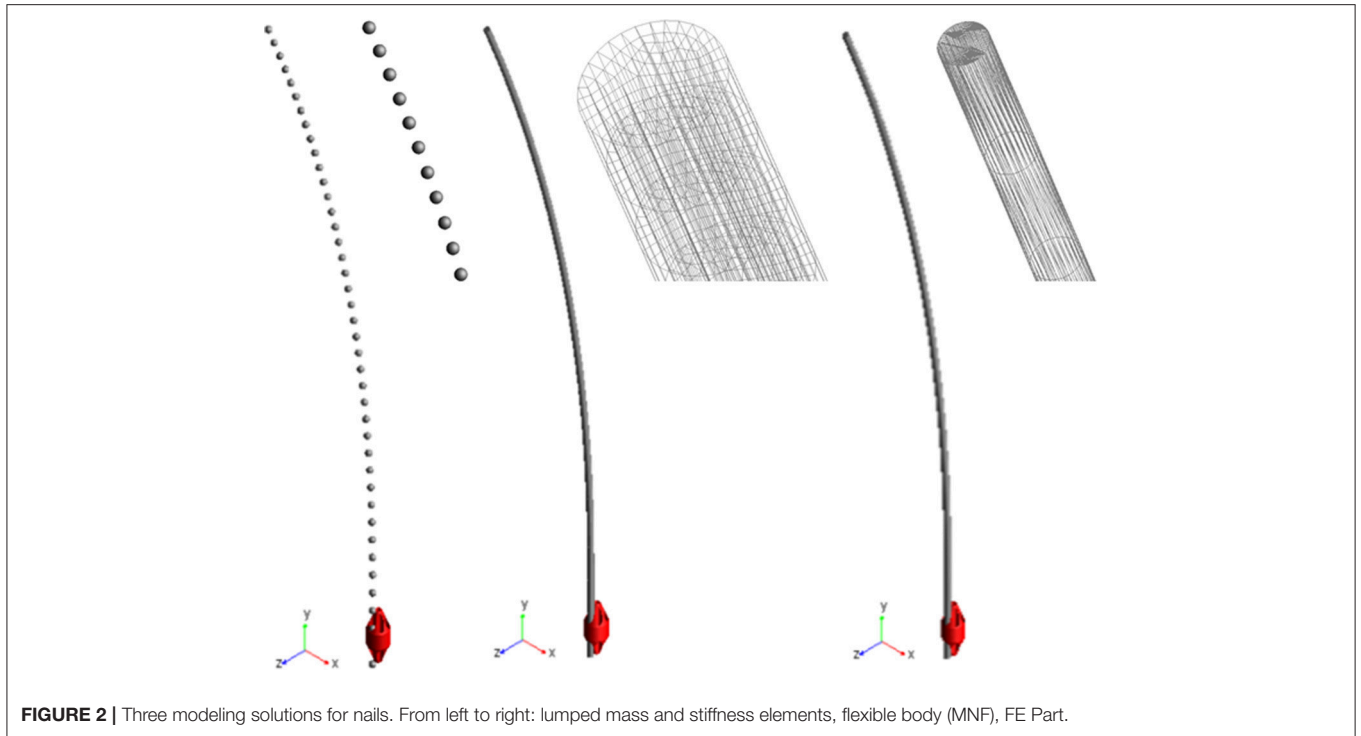 y
z
x
y
z
x
y
z
x
FIGURE 2 | Three modeling solutions for nails. From left to right: lumped mass and stiffness elements, flexible body (MNF), FE Part.